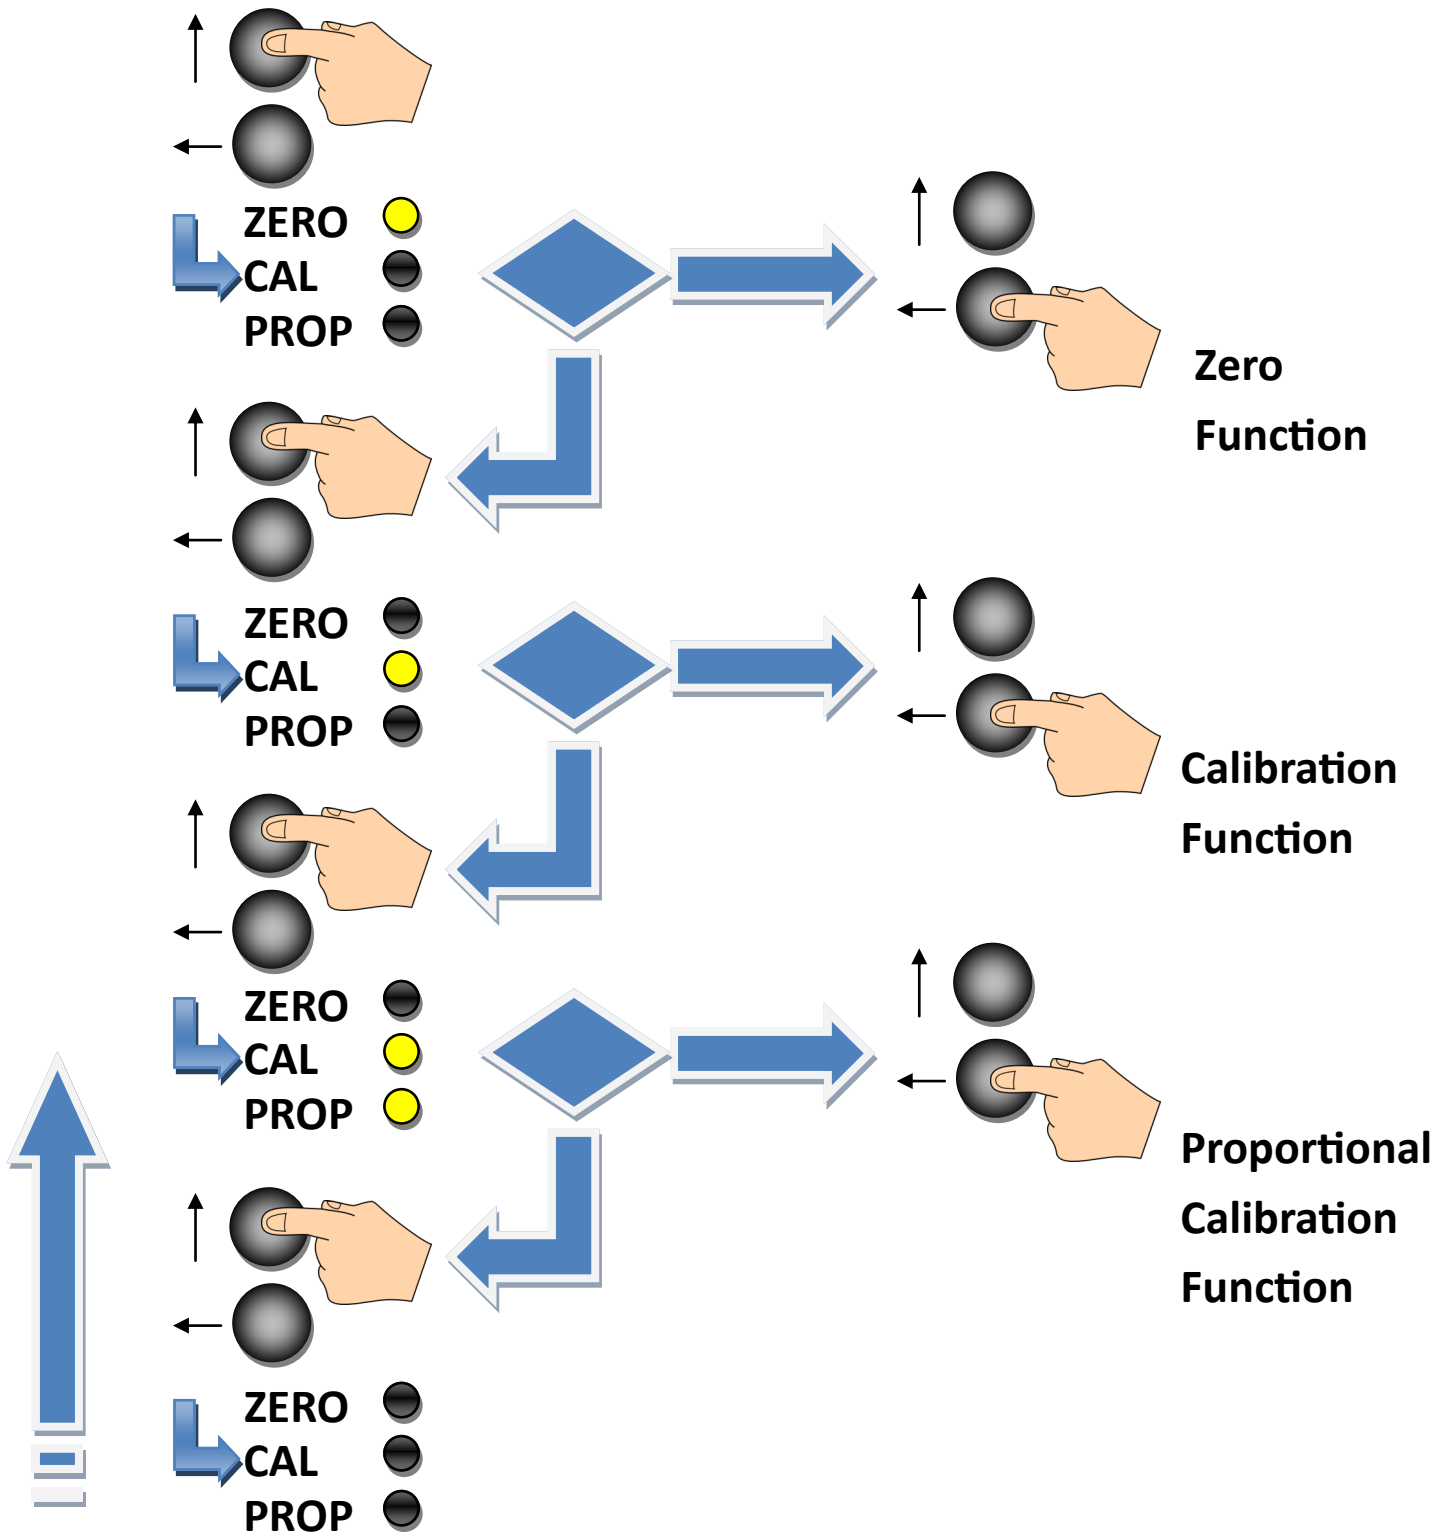 ZERO
CAL
PROP
Zero
Function
ZERO
CAL
PROP
Calibration
Function
ZERO
CAL
PROP
Proportional
Calibration
Function
ZERO
CAL
PROP